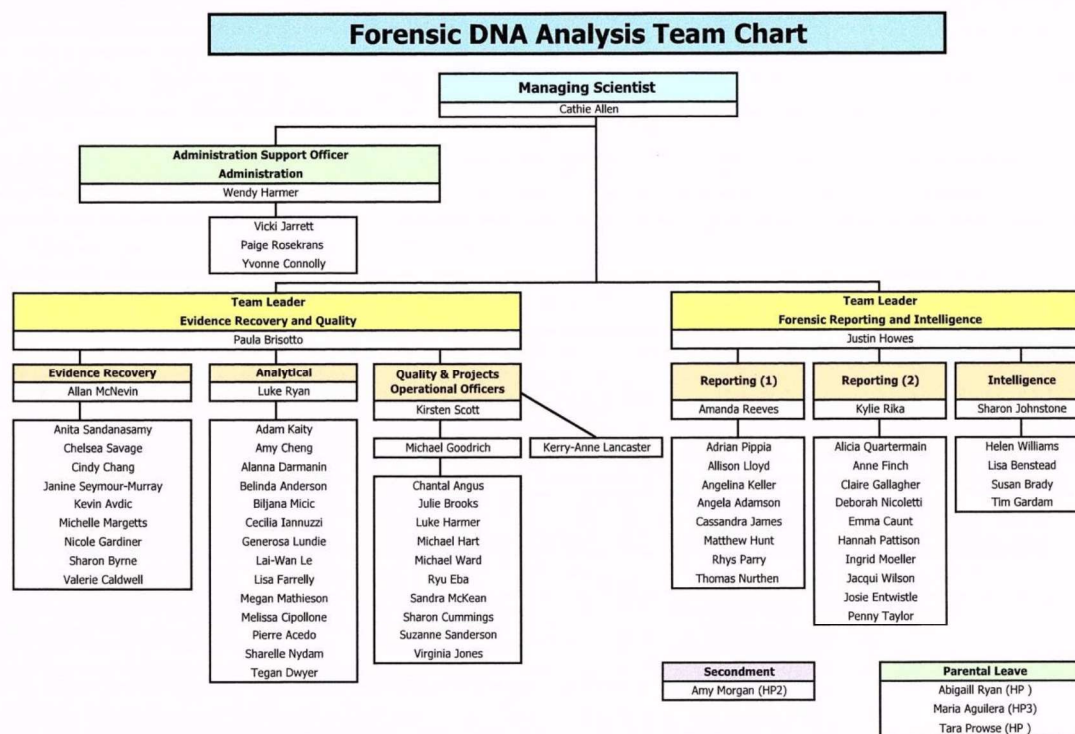 Forensic DNA Analysis Team Chart
Managing Scientist
Cathie Allen
Administration Support Officer
Administration
Wendy Harmer
Vicki Jarrett
Paige Rosekrans
Yvonne Connolly
Team Leader
Evidence Recovery and Quality
Paula Brisotto
Evidence Recovery
Allan McNevin
Anita Sandanasamy
Chelsea Savage
Cindy Chang
Janine Seymour-Murray
Kevin Avdic
Michelle Margetts
Nicole Gardiner
Sharon Byrne
Valerie Caldwell
Analytical
Luke Ryan
Adam Kaity
Amy Cheng
Alanna Darmanin
Belinda Anderson
Biljana Micic
Cecilia Iannuzzi
Generosa Lundie
Lai-Wan Le
Lisa Farrelly
Megan Mathieson
Melissa Cipollone
Pierre Acedo
Sharelle Nydam
Tegan Dwyer
Quality & Projects
Operational Officers
Kirsten Scott
Michael Goodrich
Chantal Angus
Julie Brooks
Luke Harmer
Michael Hart
Michael Ward
Ryu Eba
Sandra McKean
Sharon Cummings
Suzanne Sanderson
Virginia Jones
Kerry-Anne Lancaster
Team Leader
Forensic Reporting and Intelligence
Justin Howes
Reporting (1)
Amanda Reeves
Adrian Pippia
Allison Lloyd
Angelina Keller
Angela Adamson
Cassandra James
Matthew Hunt
Rhys Parry
Thomas Nurthen
Reporting (2)
Kylie Rika
Alicia Quartermain
Anne Finch
Claire Gallagher
Deborah Nicoletti
Emma Caunt
Hannah Pattison
Ingrid Moeller
Jacqui Wilson
Josie Entwistle
Penny Taylor
Intelligence
Sharon Johnstone
Helen Williams
Lisa Benstead
Susan Brady
Tim Gardam
Secondment
Amy Morgan (HP2)
Parental Leave
Abigaill Ryan (HP )
Maria Aguilera (HP3)
Tara Prowse (HP )